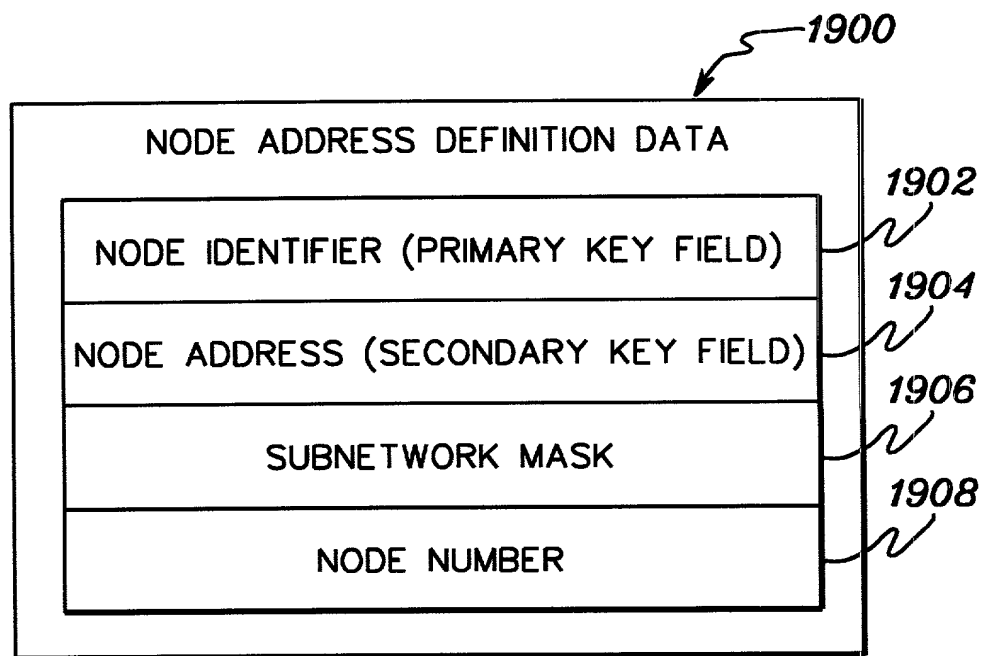 1900
NODE ADDRESS DEFINITION DATA
1902
NODE IDENTIFIER (PRIMARY KEY FIELD)
1904
NODE ADDRESS (SECONDARY KEY FIELD)
1906
SUBNETWORK MASK
1908
NODE NUMBER